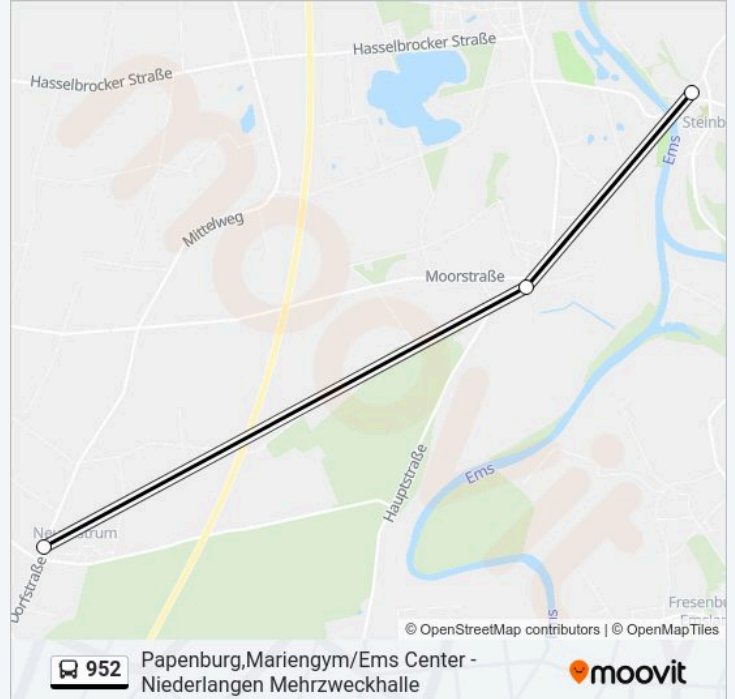 Hasselbrocker Straße
Hasselbrocker Straße
Steinb
Ems
Mittelweg
Moorstraße
Hauptstraße
Ems
Dorfstraße
Fresenb
© OpenStreetMap contributors | © OpenMapTiles
952
Papenburg,Mariengym/Ems Center -
Niederlangen Mehrzweckhalle
moovit